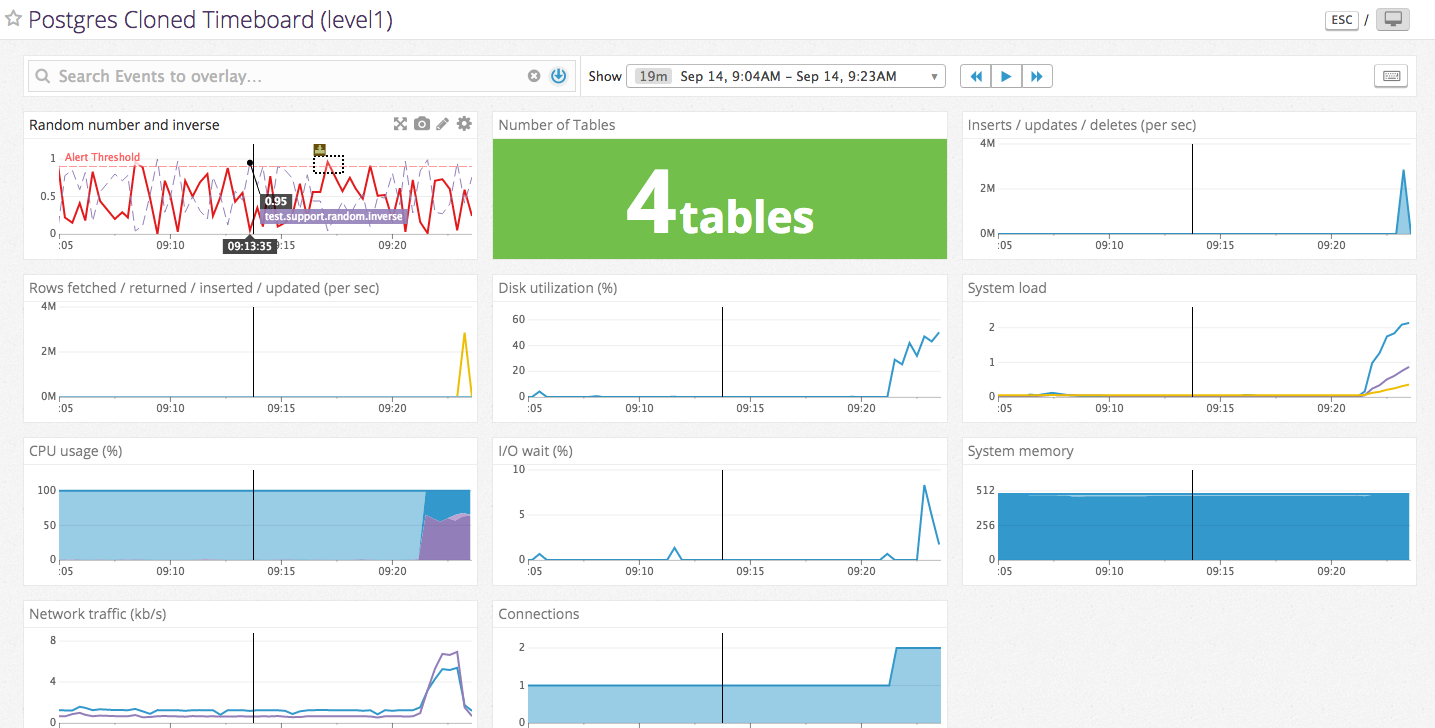 Postgres Cloned Timeboard (level1)
ESC /
Search Events to overlay...
Show 19m Sep 14, 9:04AM – Sep 14, 9:23AM
Random number and inverse
Alert Threshold
1
0.5
0
0.95
test.support.random.inverse
:05 09:10 09:13:35 09:20
Number of Tables
4 tables
Inserts / updates / deletes (per sec)
4M
2M
0M
:05 09:10 09:15 09:20
Rows fetched / returned / inserted / updated (per sec)
4M
2M
0M
:05 09:10 09:15 09:20
Disk utilization (%)
60
40
20
0
:05 09:10 09:15 09:20
System load
2
1
0
:05 09:10 09:15 09:20
CPU usage (%)
100
50
0
:05 09:10 09:15 09:20
I/O wait (%)
10
5
0
:05 09:10 09:15 09:20
System memory
512
256
0
:05 09:10 09:15 09:20
Network traffic (kb/s)
8
4
0
Connections
2
1
0